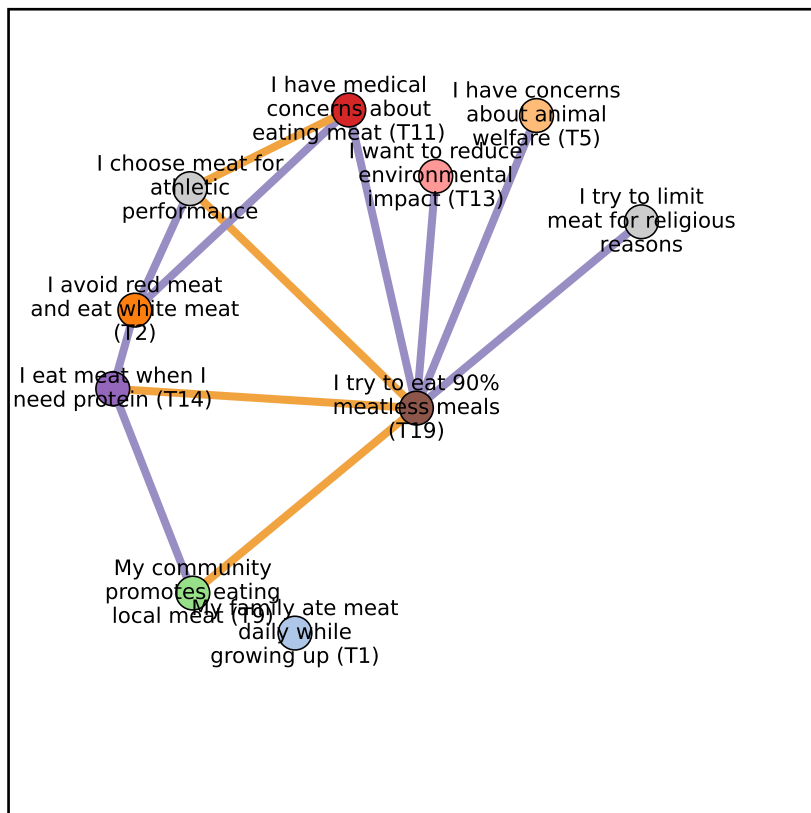 I have medical
concerns about
eating meat (T11)
I have concerns
about animal
welfare (T5)
I want to reduce
environmental
impact (T13)
I choose meat for
athletic
performance
I try to limit
meat for religious
reasons
I avoid red meat
and eat white meat
(T2)
I eat meat when I
need protein (T14)
I try to eat 90%
meatless meals
(T19)
My community
promotes eating
local meat (T9)
My family ate meat
daily while
growing up (T1)